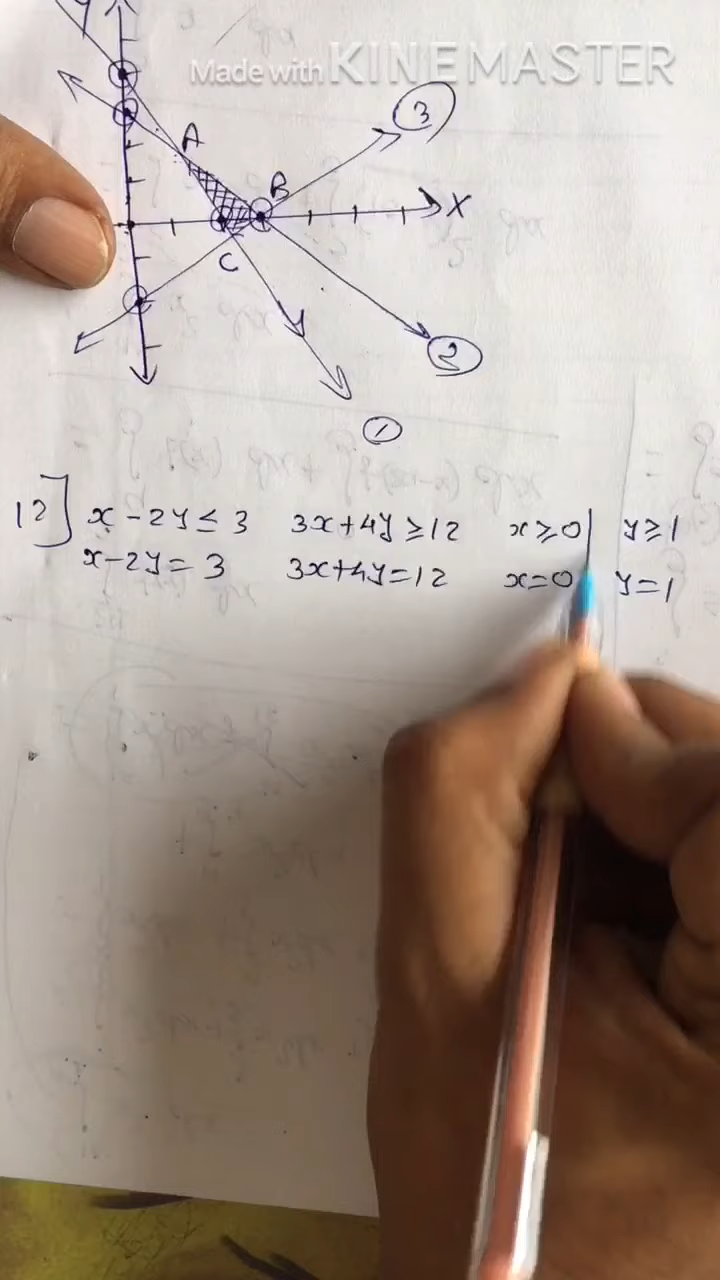 Y
Made with KINEMASTER
3
A
B
X
C
2
1
12] x - 2y ≤ 3 3x + 4y ≥ 12 x ≥ 0 | y ≥ 1
x - 2y = 3 3x + 4y = 12 x = 0 y = 1